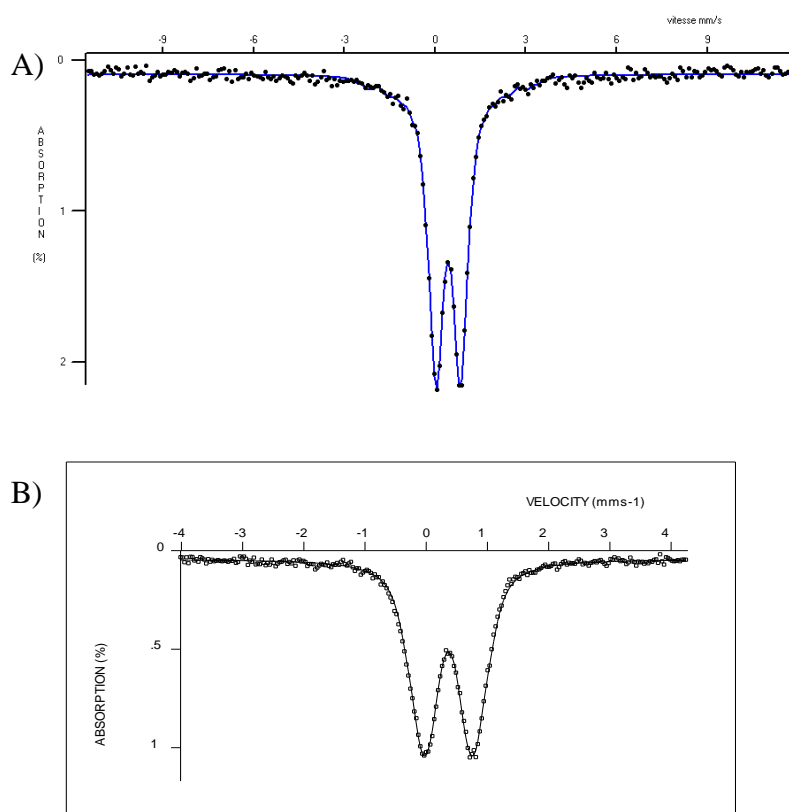 vitesse mm/s
-9 -6 -3 0 3 6 9
A)
0
1
2
ABSORPTION (%)
B)
VELOCITY (mms-1)
-4 -3 -2 -1 0 1 2 3 4
0
.5
1
ABSORPTION (%)